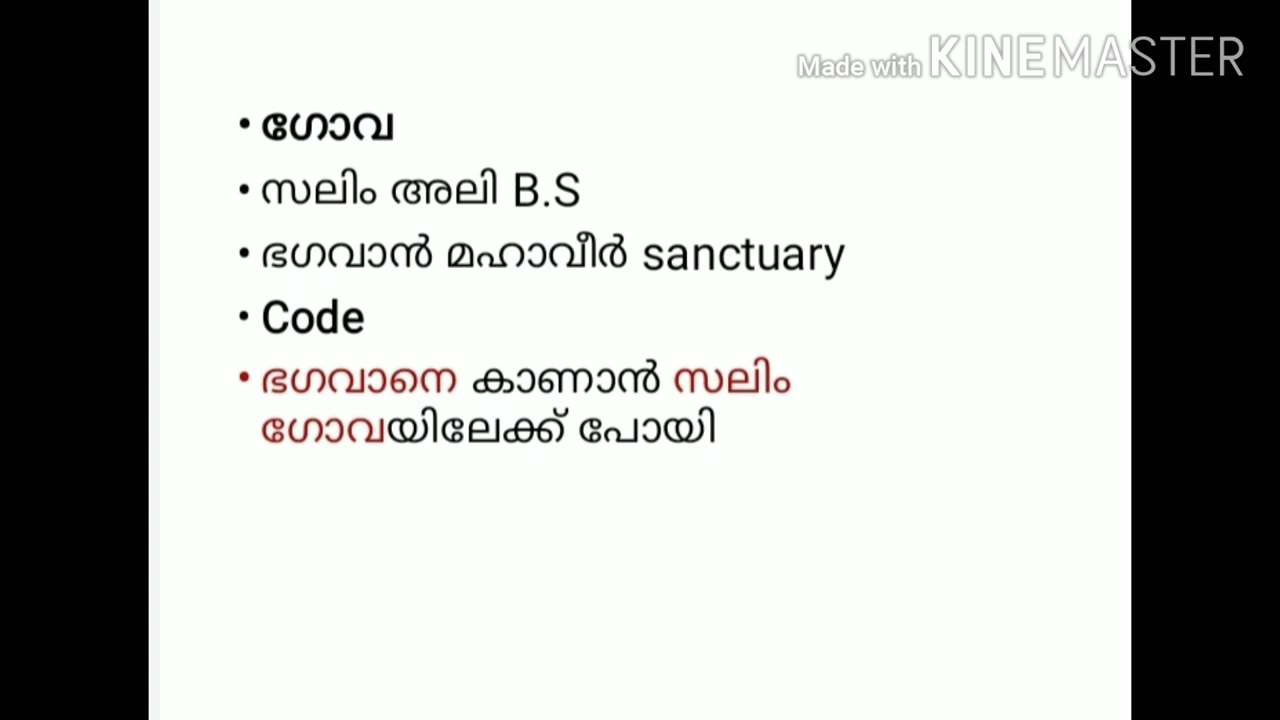 Made with KINEMASTER
• ഗോവ
• സലിം അലി B.S
• ഭഗവാൻ മഹാവീർ sanctuary
• Code
• ഭഗവാനെ കാണാൻ സലിം
ഗോവയിലേക്ക് പോയി